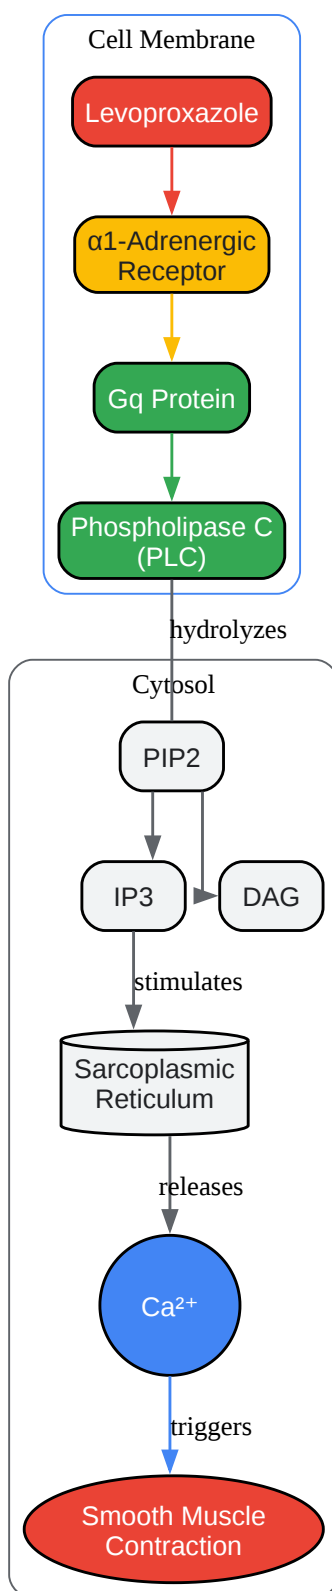 Cell Membrane
Levoproxazole
α1-Adrenergic
Receptor
Gq Protein
Phospholipase C
(PLC)
hydrolyzes
Cytosol
PIP2
IP3
DAG
stimulates
Sarcoplasmic
Reticulum
releases
Ca²⁺
triggers
Smooth Muscle
Contraction